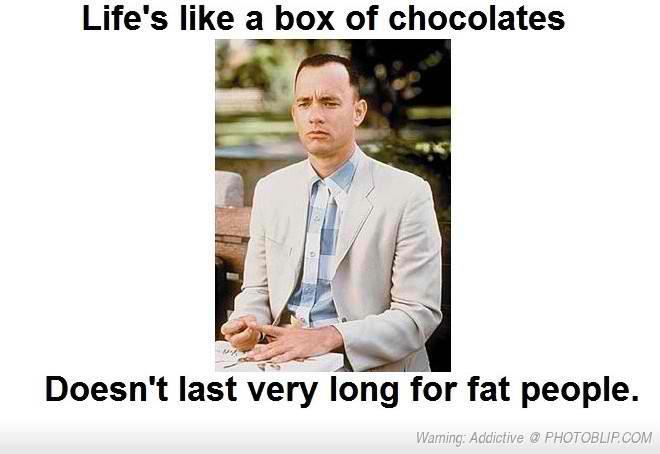 Life's like a box of chocolates
Doesn't last very long for fat people.
Warning: Addictive @ PHOTOBLIP.COM